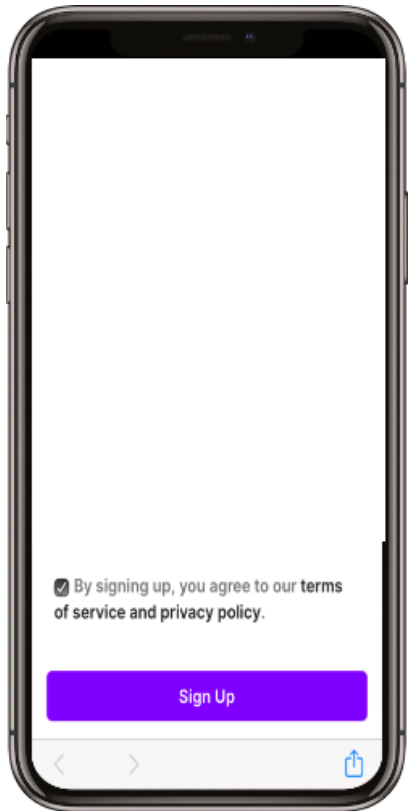 By signing up, you agree to our terms
of service and privacy policy.
Sign Up